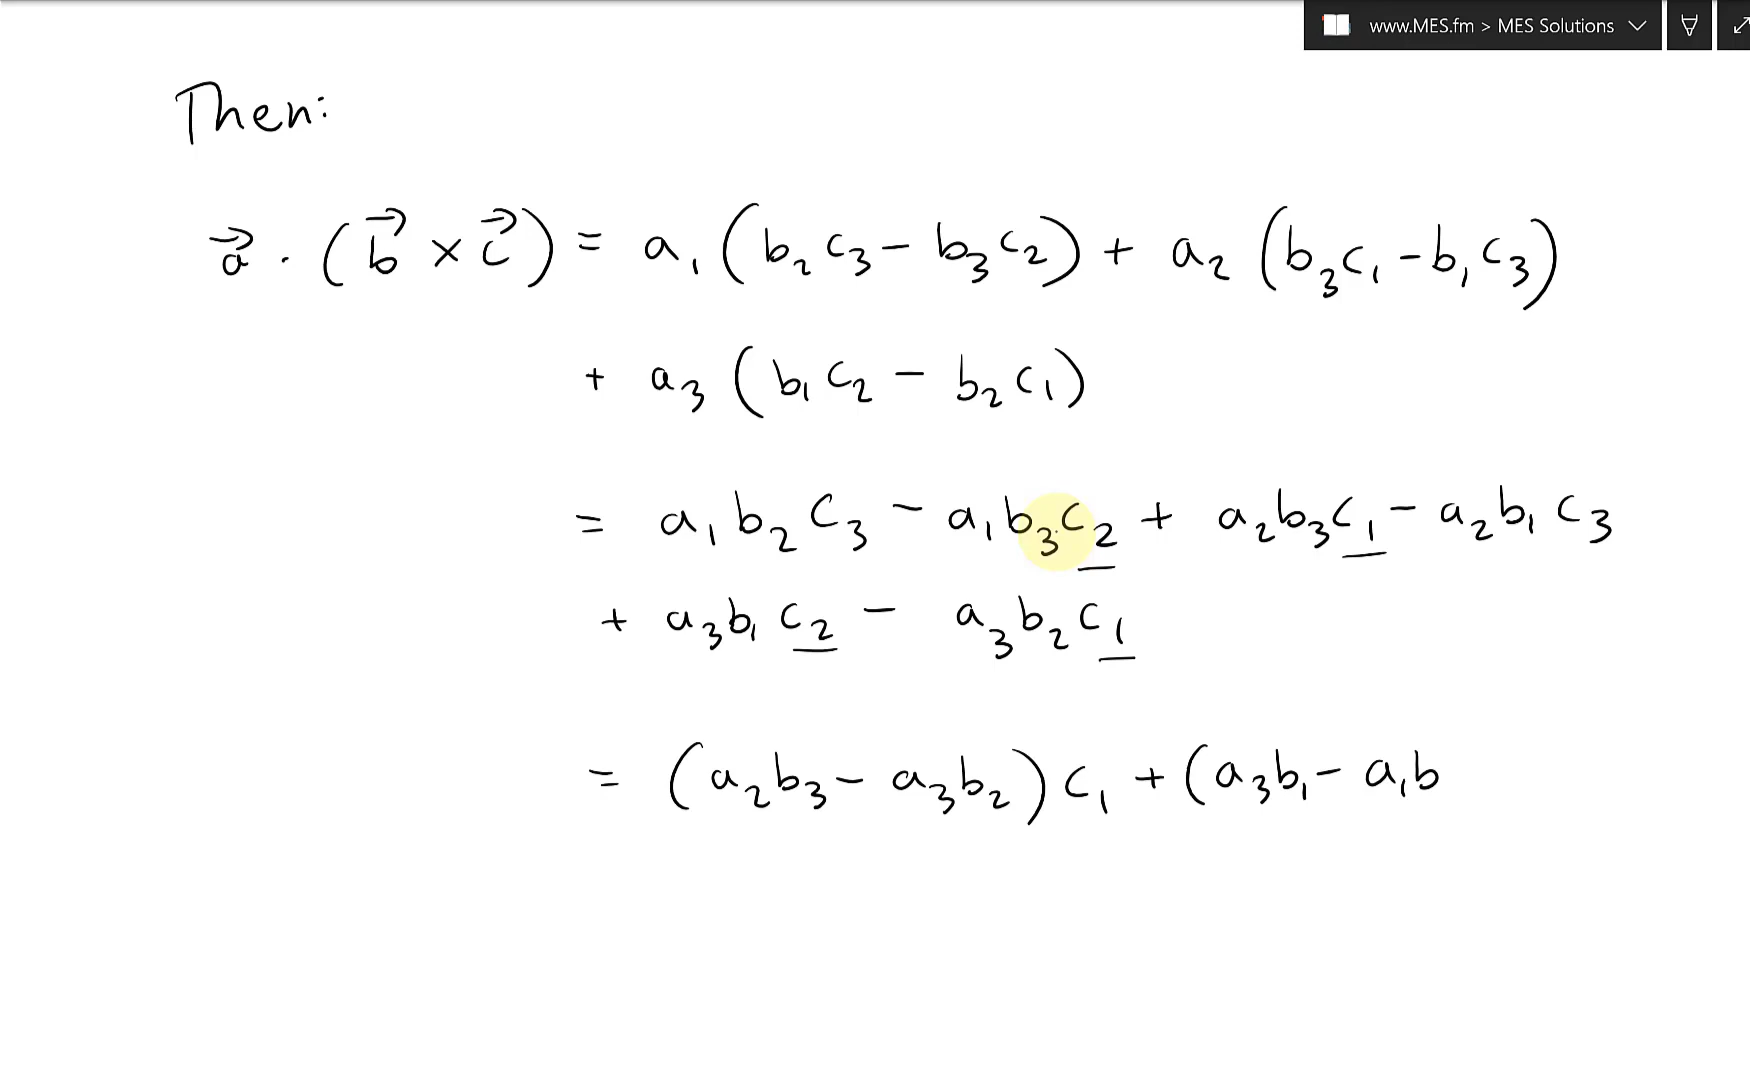 www.MES.fm > MES Solutions
Then:
a⃗ · (b⃗ × c⃗) = a₁(b₂c₃ − b₃c₂) + a₂(b₃c₁ − b₁c₃)
+ a₃(b₁c₂ − b₂c₁)
= a₁b₂c₃ − a₁b₃c₂ + a₂b₃c₁ − a₂b₁c₃
+ a₃b₁c₂ − a₃b₂c₁
= (a₂b₃ − a₃b₂)c₁ + (a₃b₁ − a₁b